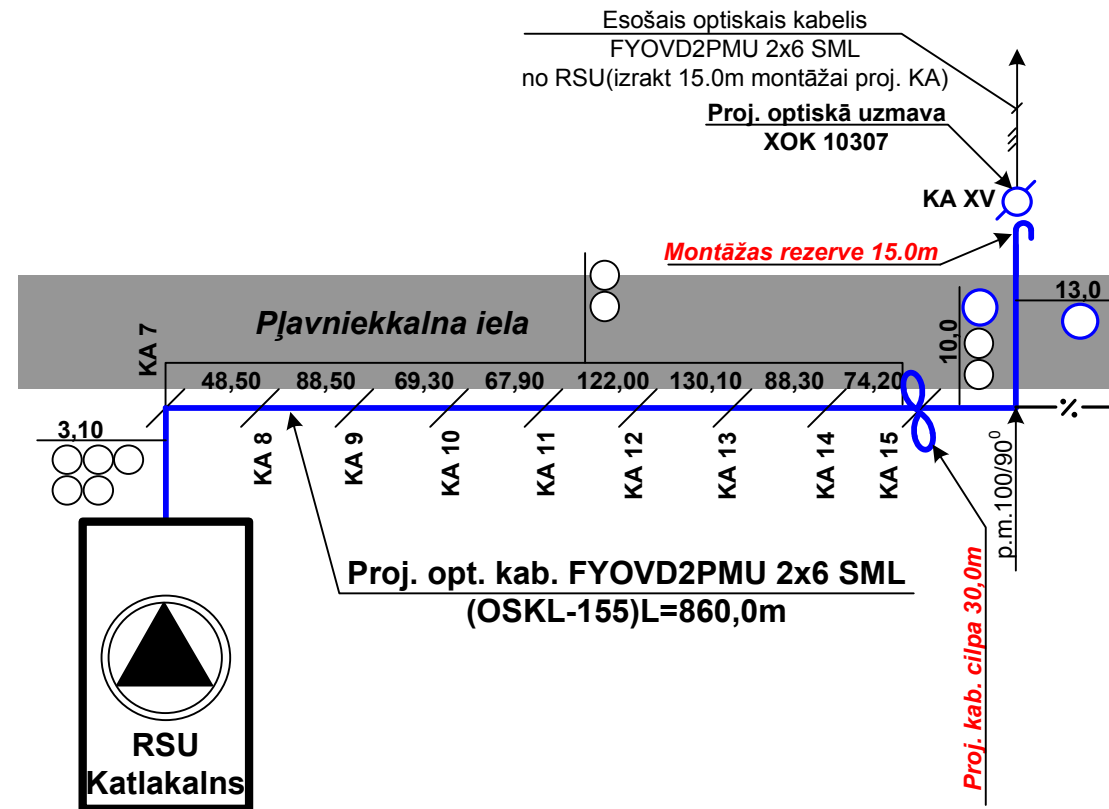 Esošais optiskais kabelis
FYOVD2PMU 2x6 SML
no RSU(izrakt 15.0m montāžai proj. KA)
Proj. optiskā uzmava
XOK 10307
KA XV
Montāžas rezerve 15.0m
13,0
10,0
Pļavniekkalna iela
KA 7
48,50 88,50 69,30 67,90 122,00 130,10 88,30 74,20
3,10
KA 8
KA 9
KA 10
KA 11
KA 12
KA 13
KA 14
KA 15
p.m.100/90⁰
Proj. kab. cilpa 30,0m
Proj. opt. kab. FYOVD2PMU 2x6 SML
(OSKL-155)L=860,0m
RSU
Katlakalns